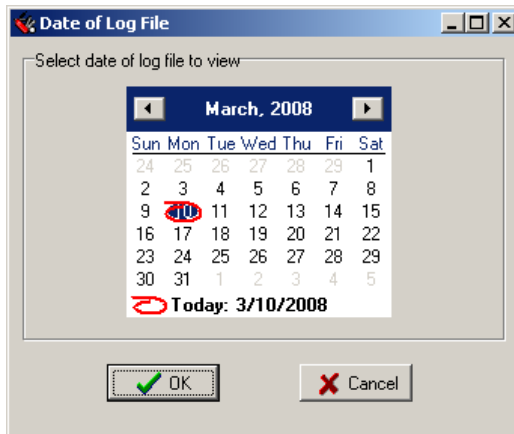 Date of Log File
Select date of log file to view
March, 2008
Sun Mon Tue Wed Thu Fri Sat
24 25 26 27 28 29 1
2 3 4 5 6 7 8
9 10 11 12 13 14 15
16 17 18 19 20 21 22
23 24 25 26 27 28 29
30 31 1 2 3 4 5
Today: 3/10/2008
OK Cancel